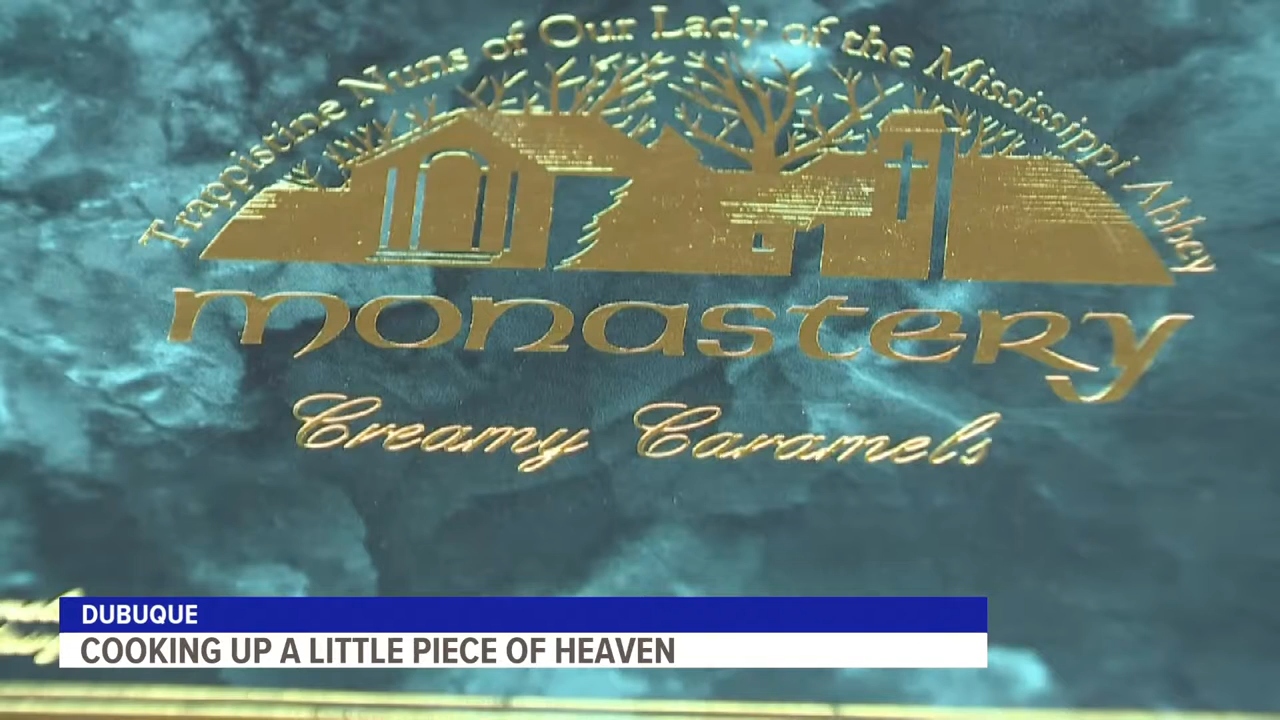 Trappistine Nuns of Our Lady of the Mississippi Abbey
monastery
Creamy Caramels
DUBUQUE
COOKING UP A LITTLE PIECE OF HEAVEN